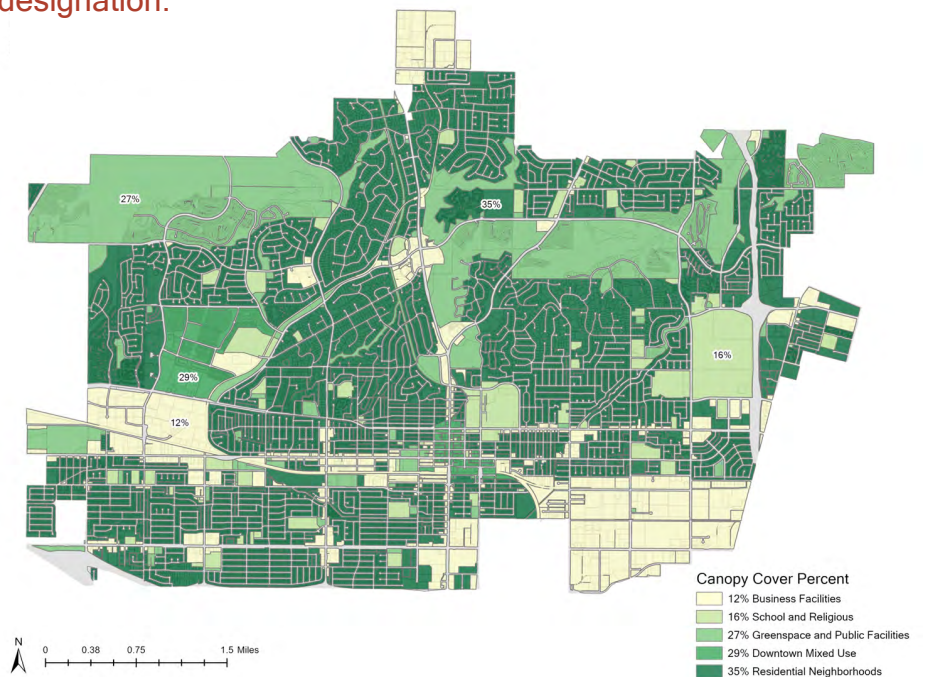 designation.
27%
35%
29%
16%
12%
Canopy Cover Percent
12% Business Facilities
16% School and Religious
27% Greenspace and Public Facilities
29% Downtown Mixed Use
35% Residential Neighborhoods
N
0 0.38 0.75 1.5 Miles